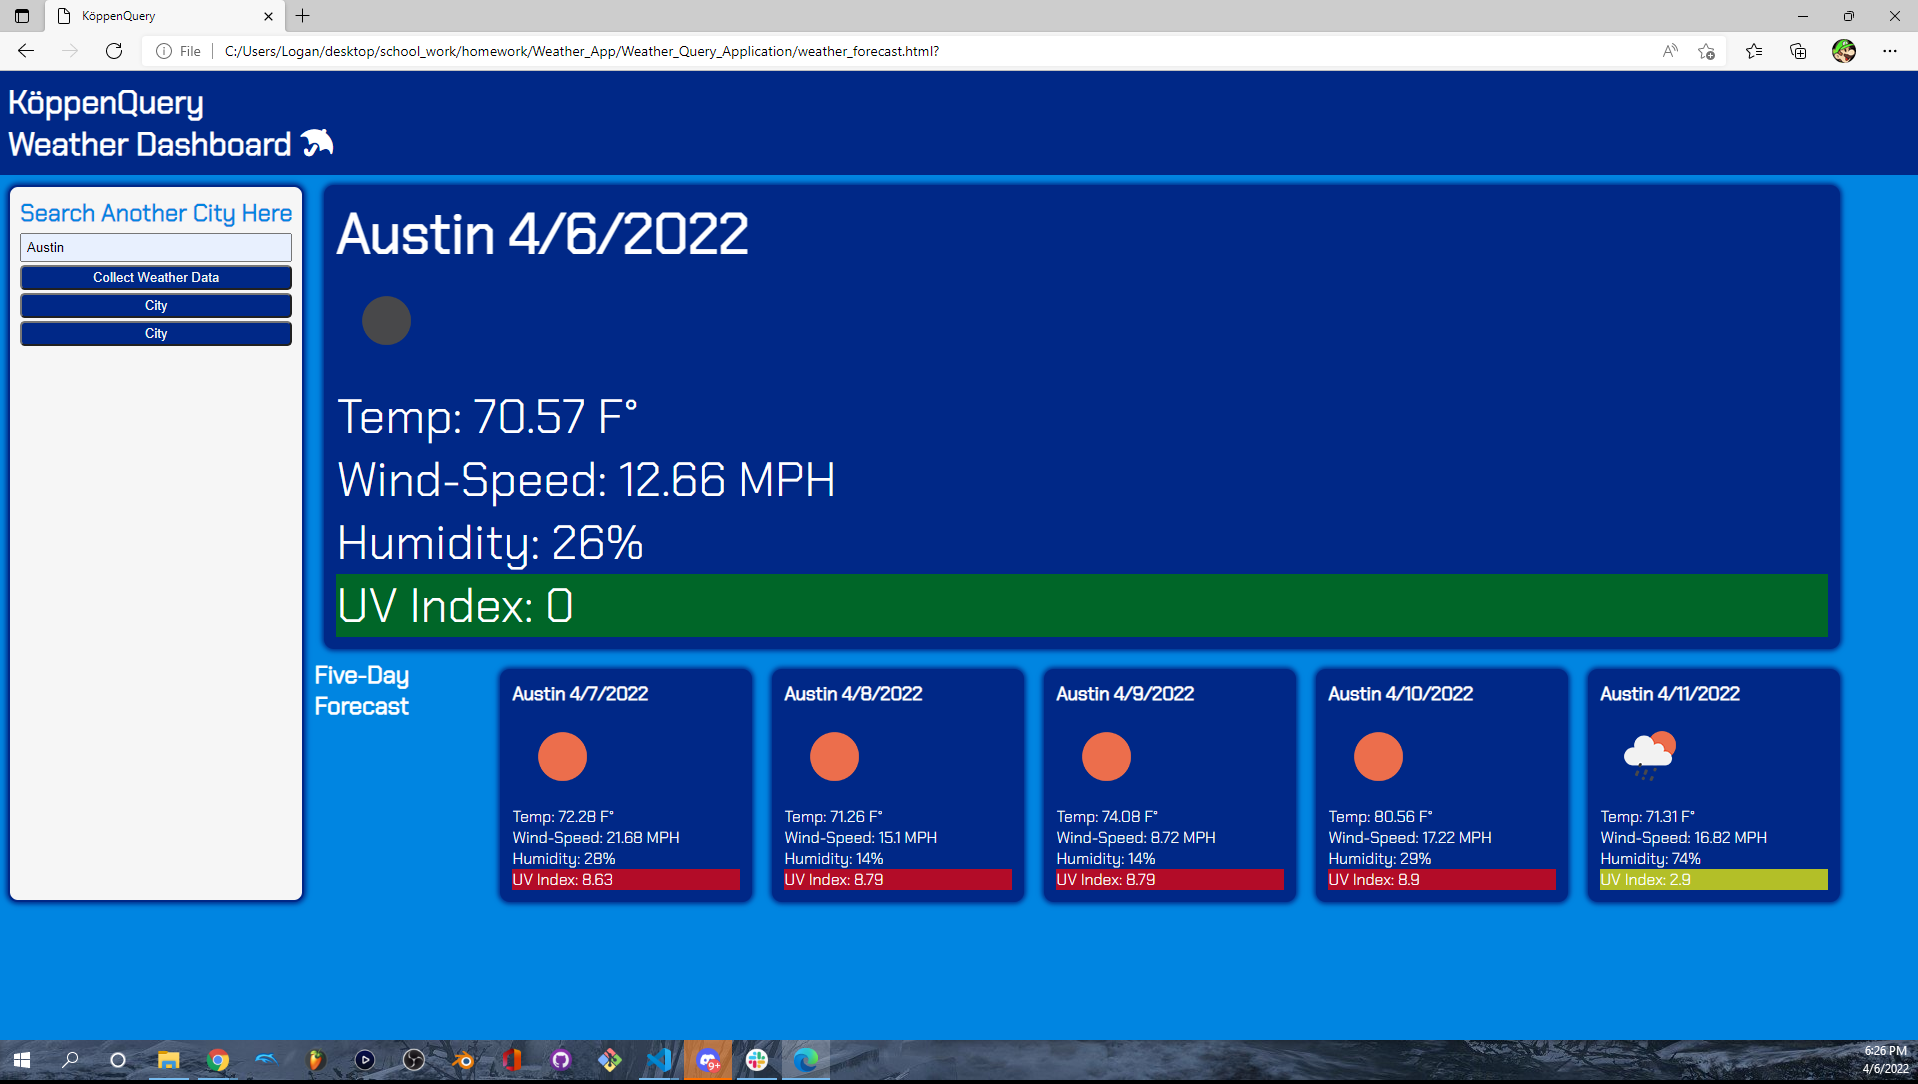 KöppenQuery
File
C:/Users/Logan/desktop/school_work/homework/Weather_App/Weather_Query_Application/weather_forecast.html?
KöppenQuery
Weather Dashboard
Search Another City Here
Austin
Collect Weather Data
City
City
Austin 4/6/2022
Temp: 70.57 F°
Wind-Speed: 12.66 MPH
Humidity: 26%
UV Index: 0
Five-Day
Forecast
Austin 4/7/2022
Temp: 72.28 F°
Wind-Speed: 21.68 MPH
Humidity: 28%
UV Index: 8.63
Austin 4/8/2022
Temp: 71.26 F°
Wind-Speed: 15.1 MPH
Humidity: 14%
UV Index: 8.79
Austin 4/9/2022
Temp: 74.08 F°
Wind-Speed: 8.72 MPH
Humidity: 14%
UV Index: 8.79
Austin 4/10/2022
Temp: 80.56 F°
Wind-Speed: 17.22 MPH
Humidity: 29%
UV Index: 8.9
Austin 4/11/2022
Temp: 71.31 F°
Wind-Speed: 16.82 MPH
Humidity: 74%
UV Index: 2.9
9+
6:26 PM
4/6/2022